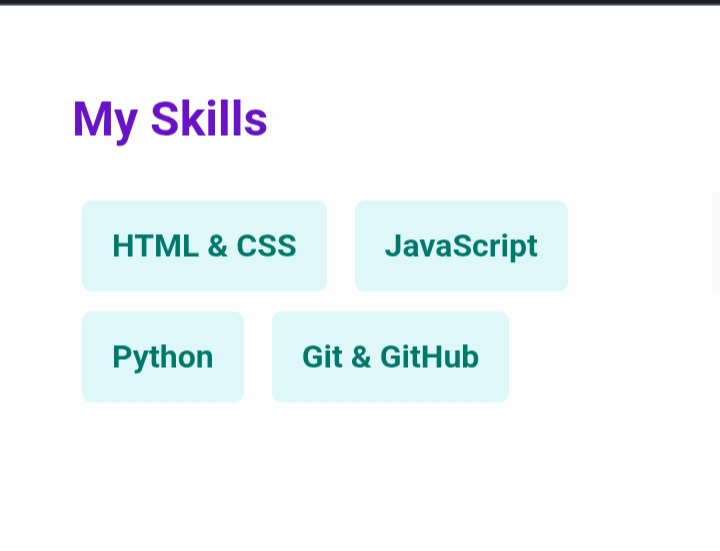 My Skills
HTML & CSS JavaScript
Python Git & GitHub